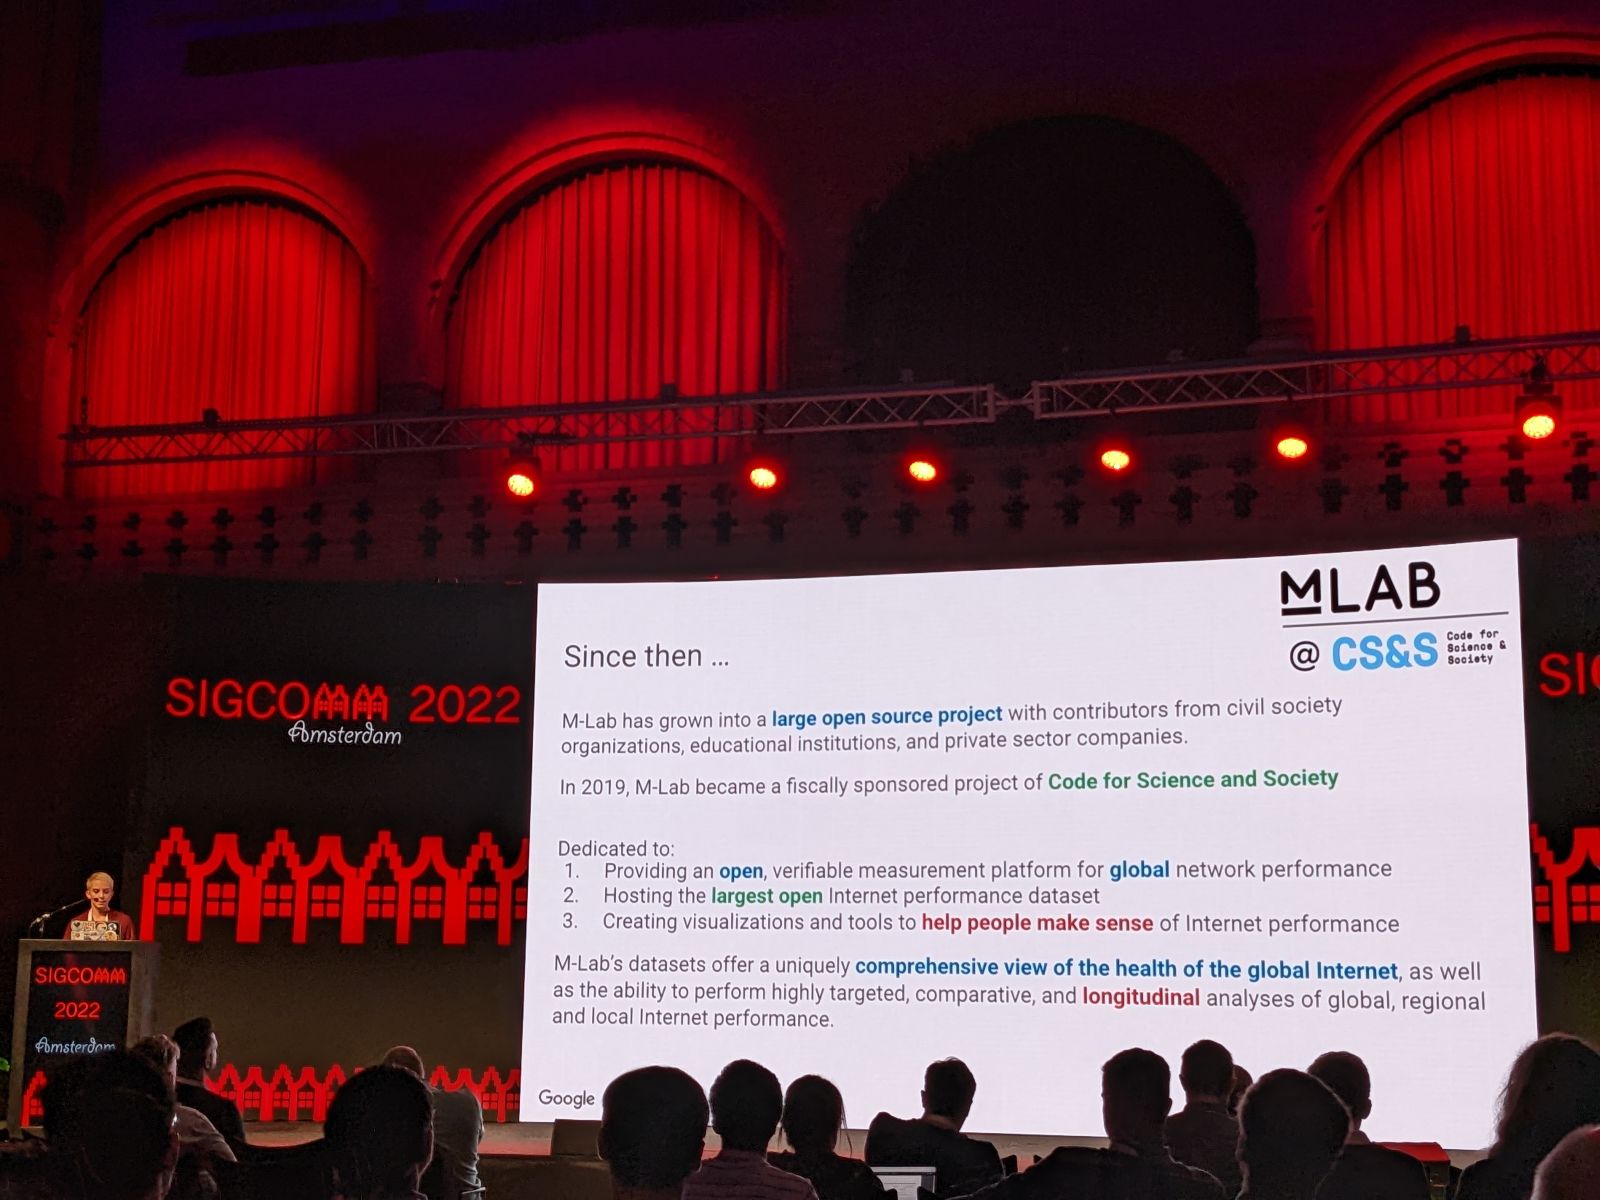 MLAB
@ CS&S Code for
Science &
Society
Since then ...
M-Lab has grown into a large open source project with contributors from civil society
organizations, educational institutions, and private sector companies.
In 2019, M-Lab became a fiscally sponsored project of Code for Science and Society
Dedicated to:
1. Providing an open, verifiable measurement platform for global network performance
2. Hosting the largest open Internet performance dataset
3. Creating visualizations and tools to help people make sense of Internet performance
M-Lab's datasets offer a uniquely comprehensive view of the health of the global Internet, as well
as the ability to perform highly targeted, comparative, and longitudinal analyses of global, regional
and local Internet performance.
Google
SIGCOMM 2022
Amsterdam
SIGCOMM
2022
Amsterdam